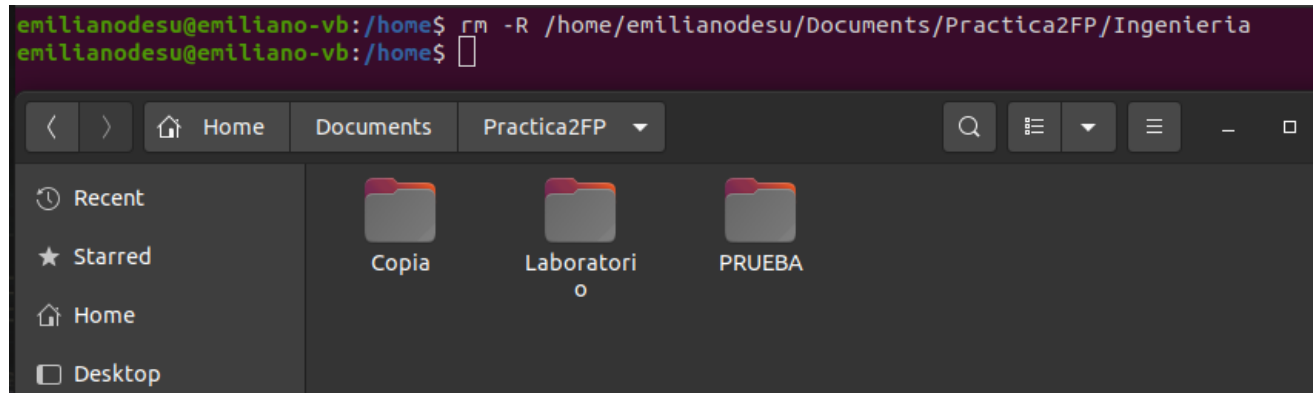 emilianodesu@emiliano-vb:/home$ rm -R /home/emilianodesu/Documents/Practica2FP/Ingenieria
emilianodesu@emiliano-vb:/home$
Home Documents Practica2FP
Recent
Starred
Home
Desktop
Copia
Laboratori
o
PRUEBA